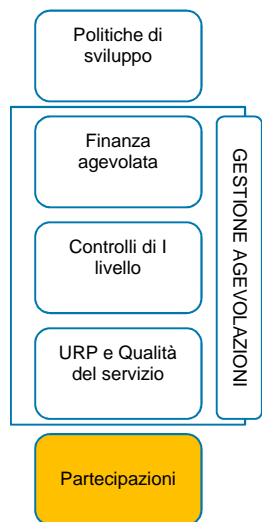 Politiche di
sviluppo
Finanza
agevolata
Controlli di I
livello
URP e Qualità
del servizio
GESTIONE AGEVOLAZIONI
Partecipazioni